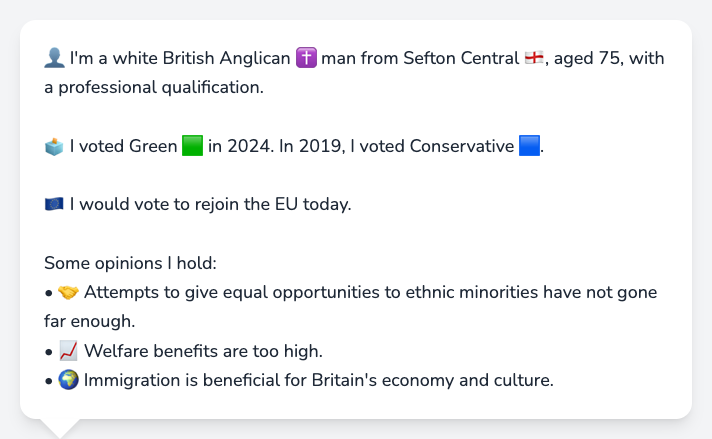 👤 I'm a white British Anglican ✝️ man from Sefton Central 🏴󠁧󠁢󠁥󠁮󠁧󠁿, aged 75, with
a professional qualification.
🗳️ I voted Green 🟩 in 2024. In 2019, I voted Conservative 🟦.
🇪🇺 I would vote to rejoin the EU today.
Some opinions I hold:
• 🤝 Attempts to give equal opportunities to ethnic minorities have not gone
far enough.
• 📈 Welfare benefits are too high.
• 🌍 Immigration is beneficial for Britain's economy and culture.